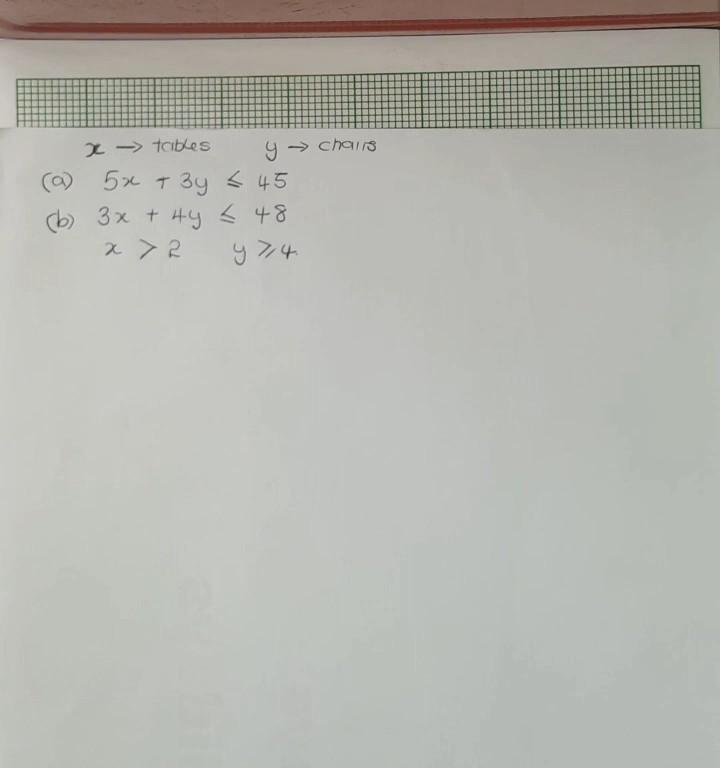 x → tables y → chairs
(a) 5x + 3y ≤ 45
(b) 3x + 4y ≤ 48
x > 2 y ≥ 4